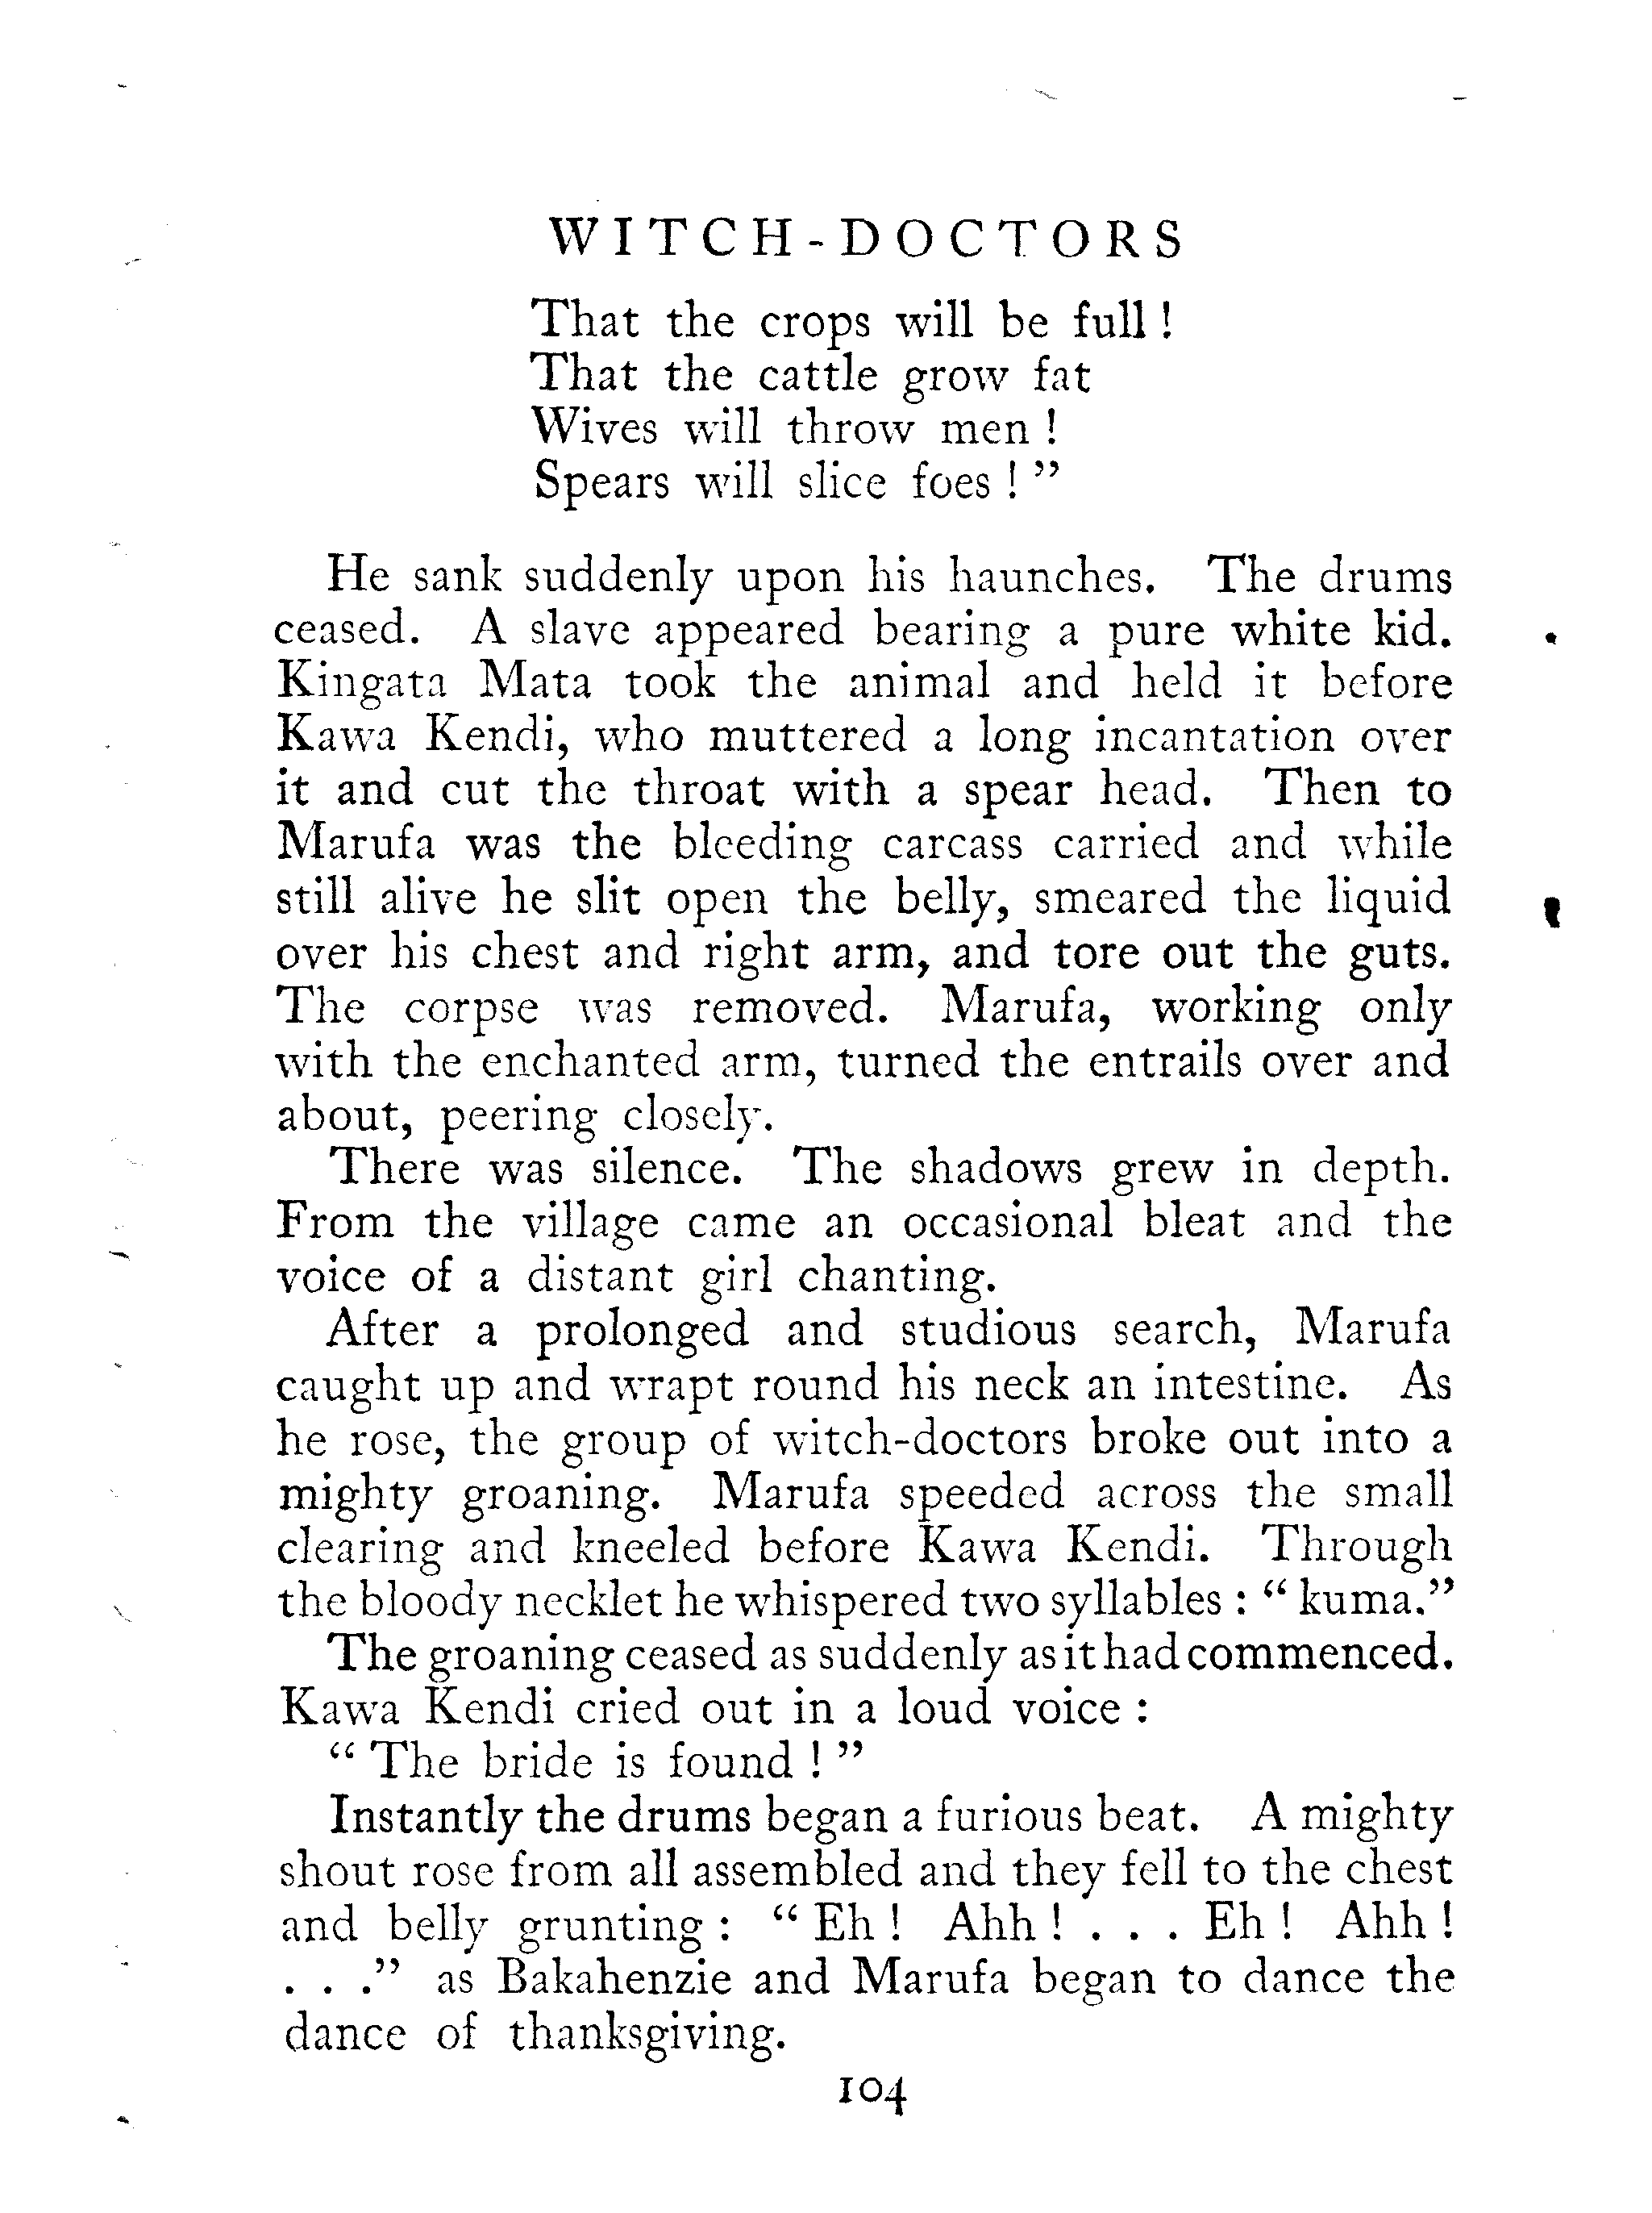 WITCH-DOCTORS
That the crops will be full !
That the cattle grow fat
Wives will throw men !
Spears will slice foes ! ”
He sank suddenly upon his haunches. The drums
ceased. A slave appeared bearing a pure white kid.
Kingata Mata took the animal and held it before
Kawa Kendi, who muttered a long incantation over
it and cut the throat with a spear head. Then to
Marufa was the bleeding carcass carried and while
still alive he slit open the belly, smeared the liquid
over his chest and right arm, and tore out the guts.
The corpse was removed. Marufa, working only
with the enchanted arm, turned the entrails over and
about, peering closely.
There was silence. The shadows grew in depth.
From the village came an occasional bleat and the
voice of a distant girl chanting.
After a prolonged and studious search, Marufa
caught up and wrapt round his neck an intestine. As
he rose, the group of witch-doctors broke out into a
mighty groaning. Marufa speeded across the small
clearing and kneeled before Kawa Kendi. Through
the bloody necklet he whispered two syllables : “ kuma.”
The groaning ceased as suddenly as it had commenced.
Kawa Kendi cried out in a loud voice :
“ The bride is found ! ”
Instantly the drums began a furious beat. A mighty
shout rose from all assembled and they fell to the chest
and belly grunting : “ Eh ! Ahh ! . . . Eh ! Ahh !
. . .” as Bakahenzie and Marufa began to dance the
dance of thanksgiving.
104